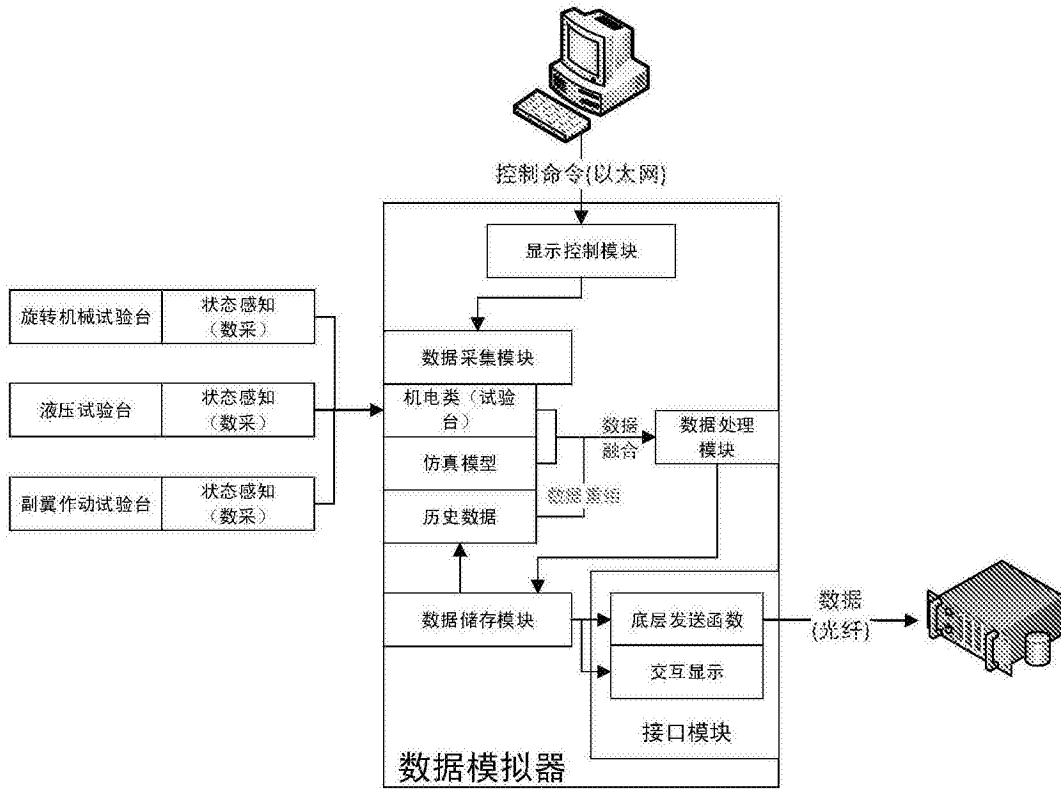 控制命令(以太网)
显示控制模块
旋转机械试验台
状态感知
（数采）
数据采集模块
液压试验台
状态感知
（数采）
机电类（试验
台）
仿真模型
历史数据
数据
融合
数据重组
数据处理
模块
副翼作动试验台
状态感知
（数采）
数据储存模块
底层发送函数
交互显示
接口模块
数据
(光纤)
数据模拟器